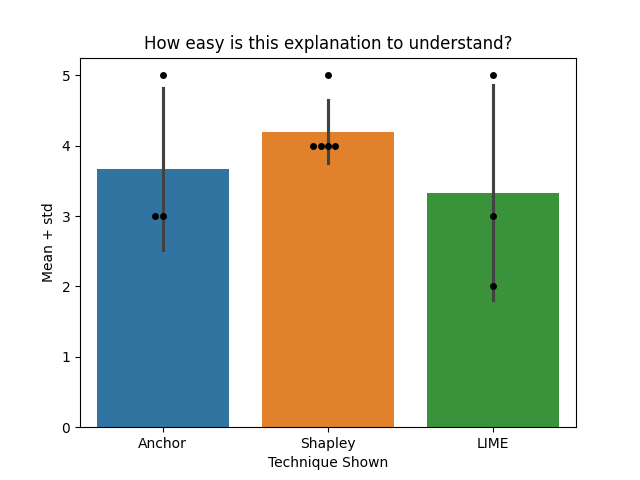 How easy is this explanation to understand?
5
4
3
2
1
0
Mean + std
Anchor
Shapley
LIME
Technique Shown